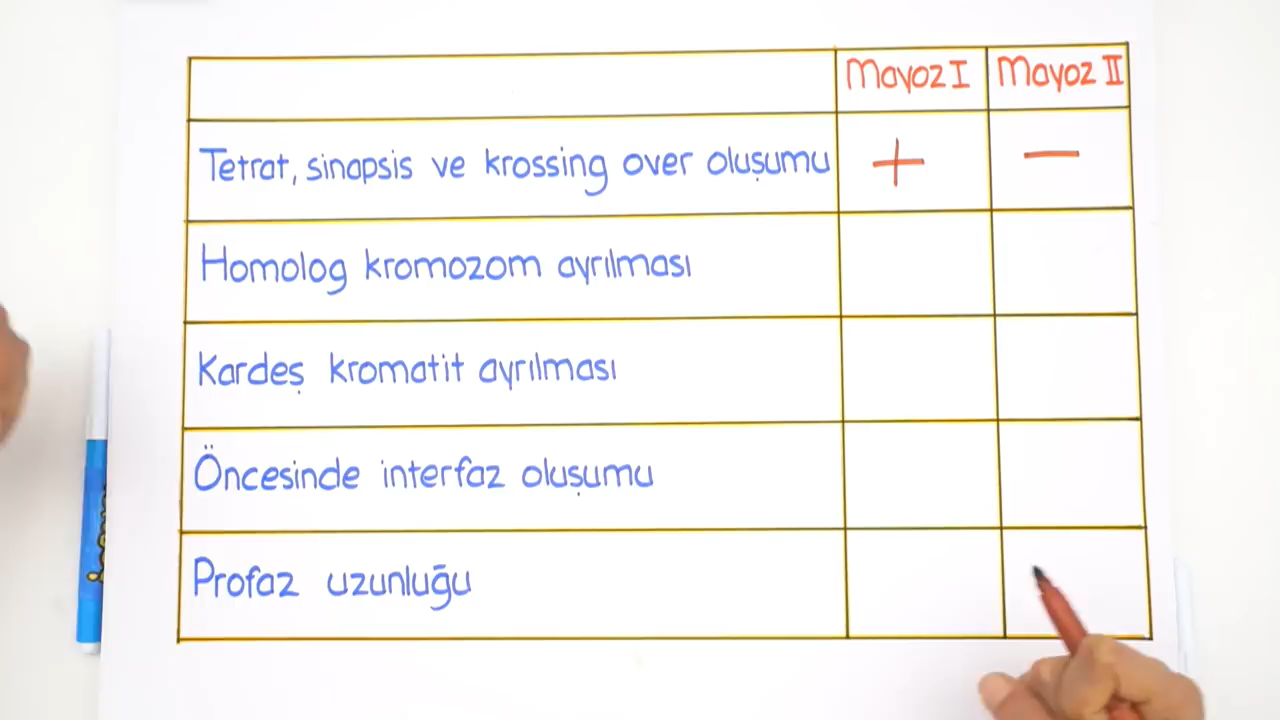 Mayoz I Mayoz II
Tetrat, sinapsis ve krossing over oluşumu + −
Homolog kromozom ayrılması
Kardeş kromatit ayrılması
Öncesinde interfaz oluşumu
Profaz uzunluğu